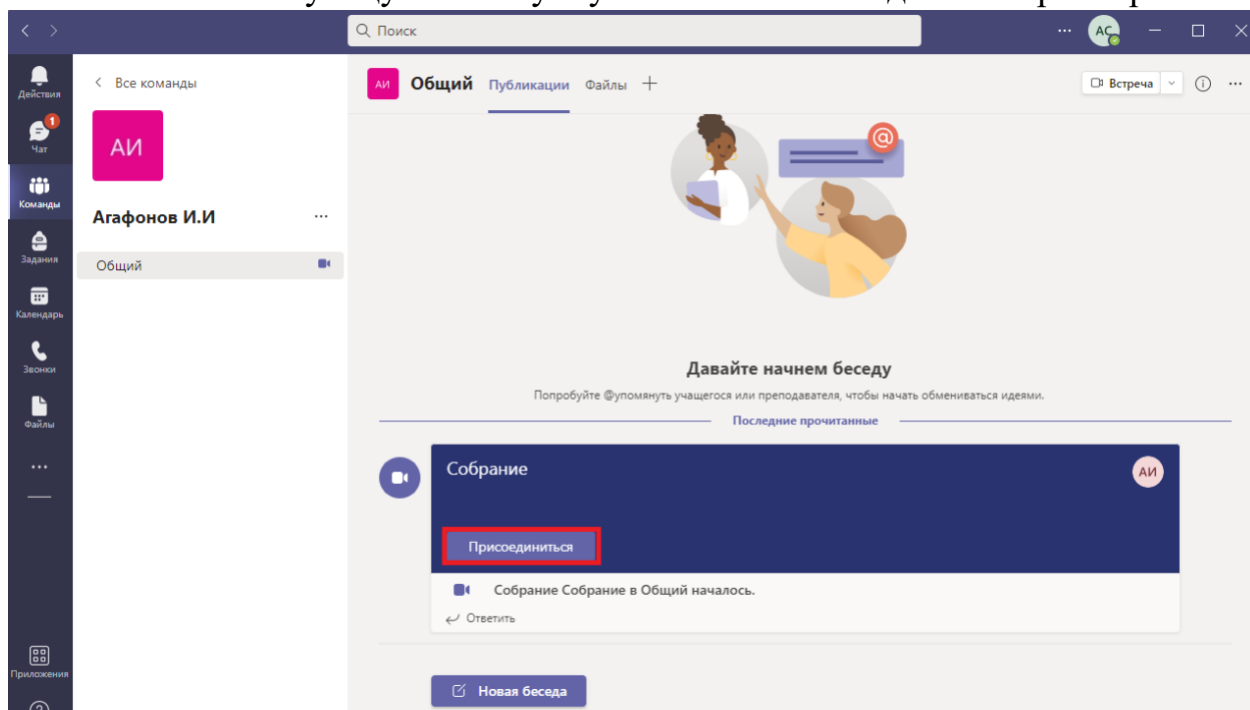 Поиск
АС
Действия
1
Чат
Команды
Задания
Календарь
Звонки
Файлы
Приложения
Все команды
АИ
Агафонов И.И
Общий
АИ Общий Публикации Файлы
Встреча
@
Давайте начнем беседу
Попробуйте @упомянуть учащегося или преподавателя, чтобы начать обмениваться идеями.
Последние прочитанные
Собрание
АИ
Присоединиться
Собрание Собрание в Общий началось.
Ответить
Новая беседа